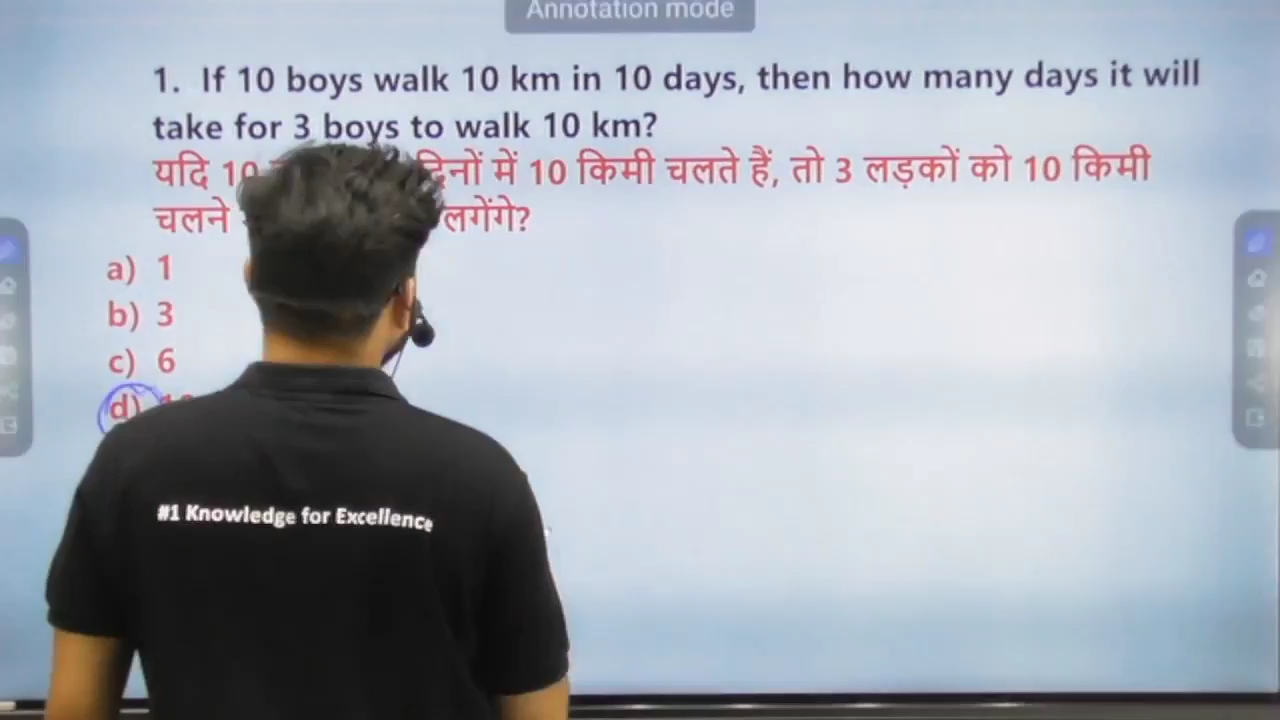 Annotation mode
1. If 10 boys walk 10 km in 10 days, then how many days it will
take for 3 boys to walk 10 km?
यदि 10 में 10 किमी चलते हैं, तो 3 लड़कों को 10 किमी
चलने लगेंगे?
a) 1
b) 3
c) 6
d)
#1 Knowledge for Excellence